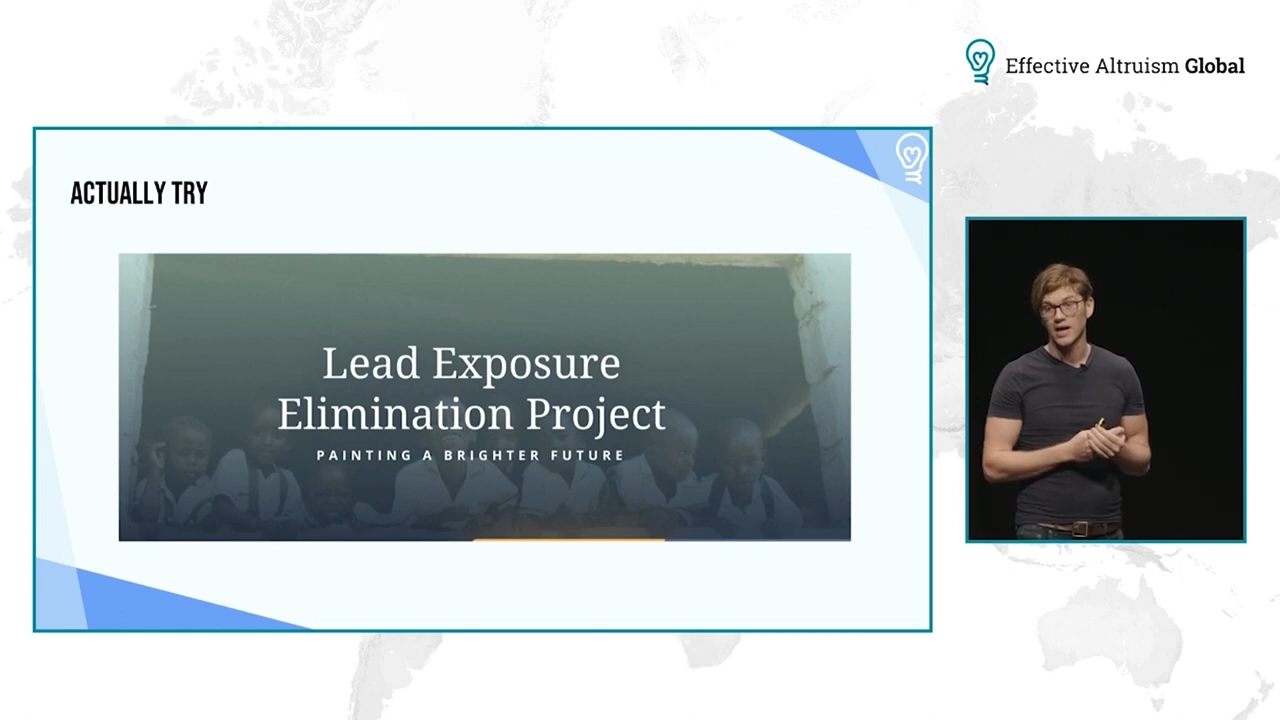 Effective Altruism Global
ACTUALLY TRY
Lead Exposure
Elimination Project
PAINTING A BRIGHTER FUTURE